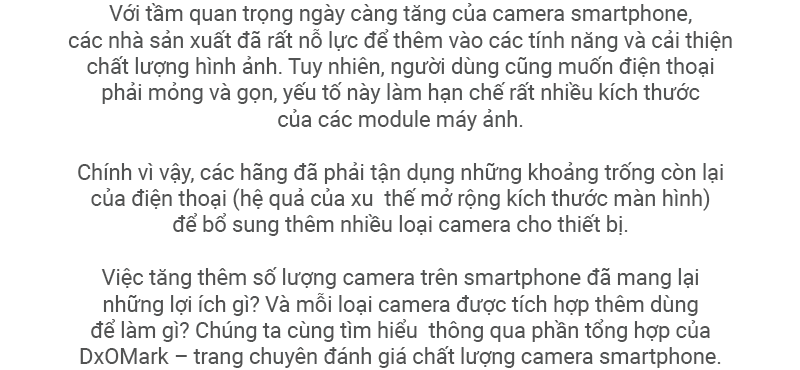 Với tầm quan trọng ngày càng tăng của camera smartphone,
các nhà sản xuất đã rất nỗ lực để thêm vào các tính năng và cải thiện
chất lượng hình ảnh. Tuy nhiên, người dùng cũng muốn điện thoại
phải mỏng và gọn, yếu tố này làm hạn chế rất nhiều kích thước
của các module máy ảnh.
Chính vì vậy, các hãng đã phải tận dụng những khoảng trống còn lại
của điện thoại (hệ quả của xu  thế mở rộng kích thước màn hình)
để bổ sung thêm nhiều loại camera cho thiết bị.
Việc tăng thêm số lượng camera trên smartphone đã mang lại
những lợi ích gì? Và mỗi loại camera được tích hợp thêm dùng
để làm gì? Chúng ta cùng tìm hiểu  thông qua phần tổng hợp của
DxOMark – trang chuyên đánh giá chất lượng camera smartphone.